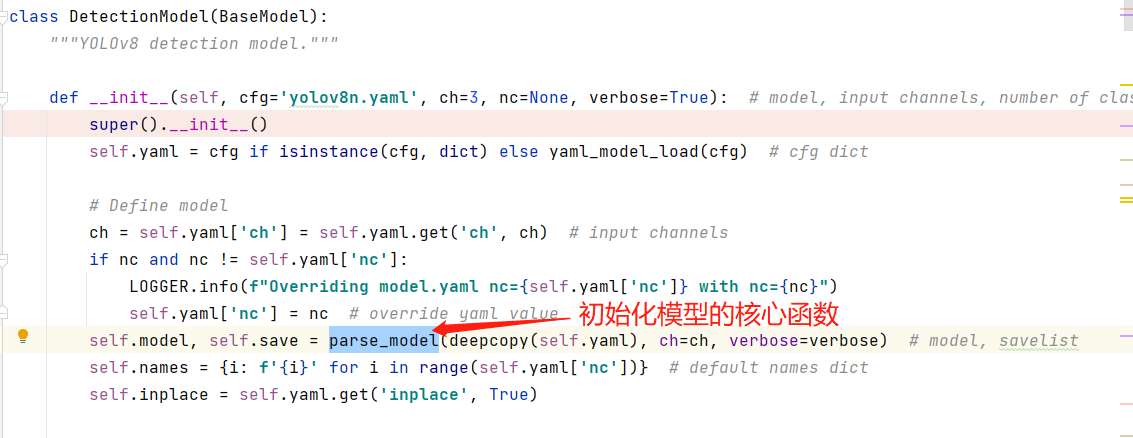 class DetectionModel(BaseModel):
    """YOLOv8 detection model."""
    def __init__(self, cfg='yolov8n.yaml', ch=3, nc=None, verbose=True):  # model, input channels, number of cla
        super().__init__()
        self.yaml = cfg if isinstance(cfg, dict) else yaml_model_load(cfg)  # cfg dict
        # Define model
        ch = self.yaml['ch'] = self.yaml.get('ch', ch)  # input channels
        if nc and nc != self.yaml['nc']:
            LOGGER.info(f"Overriding model.yaml nc={self.yaml['nc']} with nc={nc}")
初始化模型的核心函数
            self.yaml['nc'] = nc  # override yaml value
        self.model, self.save = parse_model(deepcopy(self.yaml), ch=ch, verbose=verbose)  # model, savelist
        self.names = {i: f'{i}' for i in range(self.yaml['nc'])}  # default names dict
        self.inplace = self.yaml.get('inplace', True)